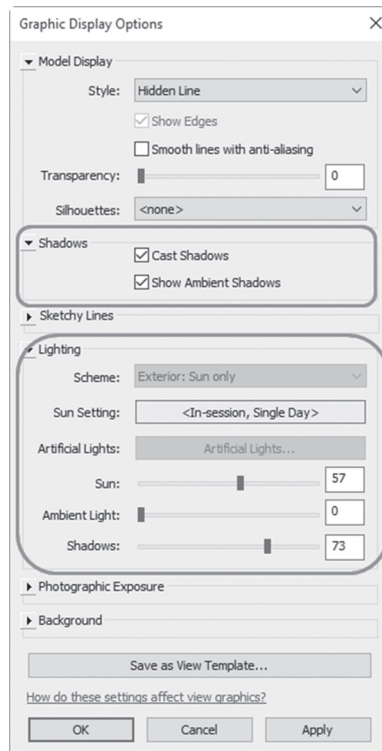 Graphic Display Options
Model Display
Style: Hidden Line
Show Edges
Smooth lines with anti-aliasing
Transparency: 0
Silhouettes: <none>
Shadows
Cast Shadows
Show Ambient Shadows
Sketchy Lines
Lighting
Scheme: Exterior: Sun only
Sun Setting: <In-session, Single Day>
Artificial Lights: Artificial Lights...
Sun: 57
Ambient Light: 0
Shadows: 73
Photographic Exposure
Background
Save as View Template...
How do these settings affect view graphics?
OK Cancel Apply